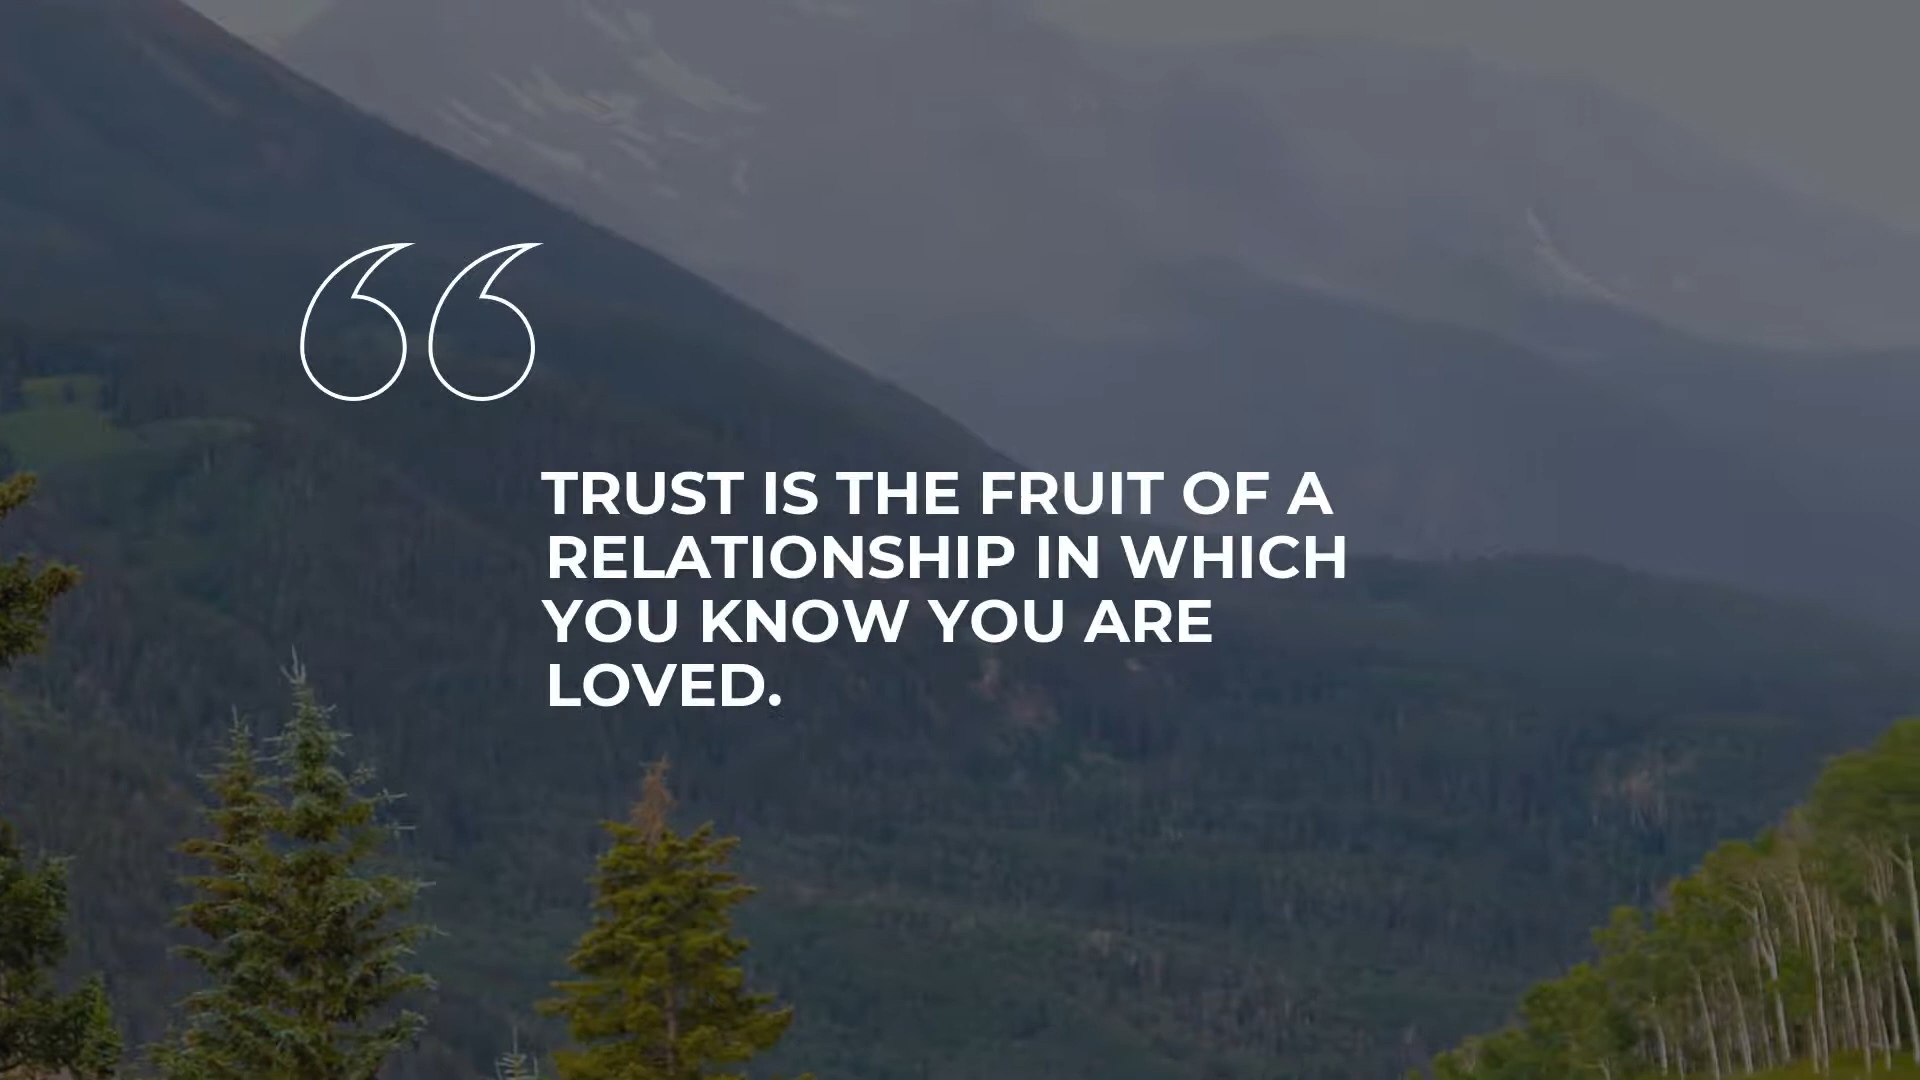 “
TRUST IS THE FRUIT OF A
RELATIONSHIP IN WHICH
YOU KNOW YOU ARE
LOVED.